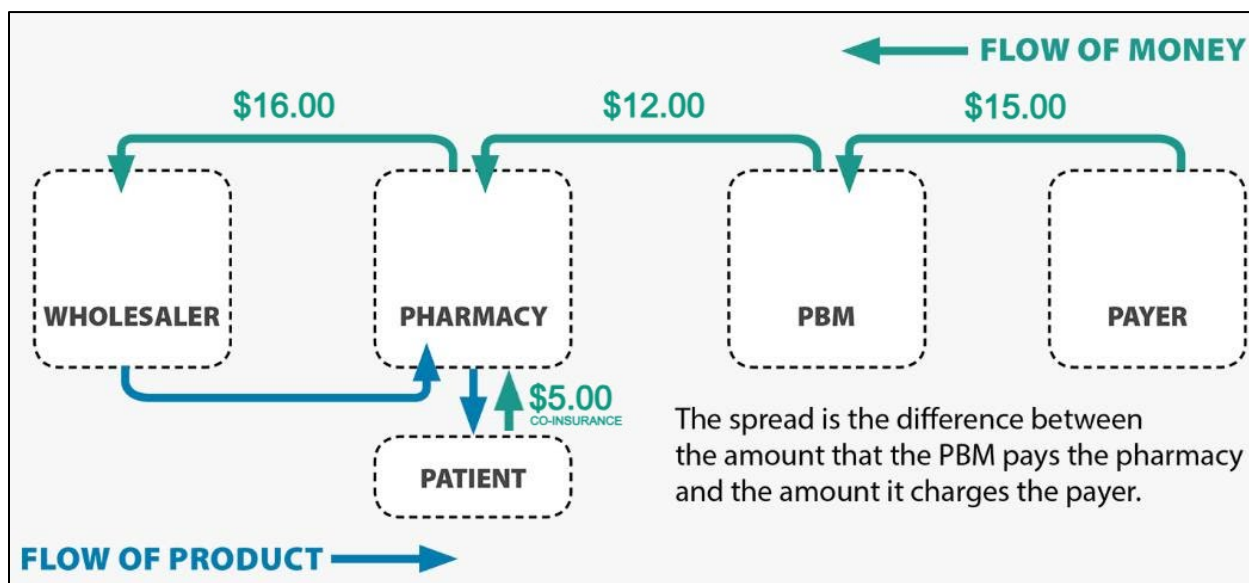 FLOW OF MONEY
$16.00
$12.00
$15.00
WHOLESALER
PHARMACY
PBM
PAYER
$5.00
CO-INSURANCE
PATIENT
The spread is the difference between
the amount that the PBM pays the pharmacy
and the amount it charges the payer.
FLOW OF PRODUCT